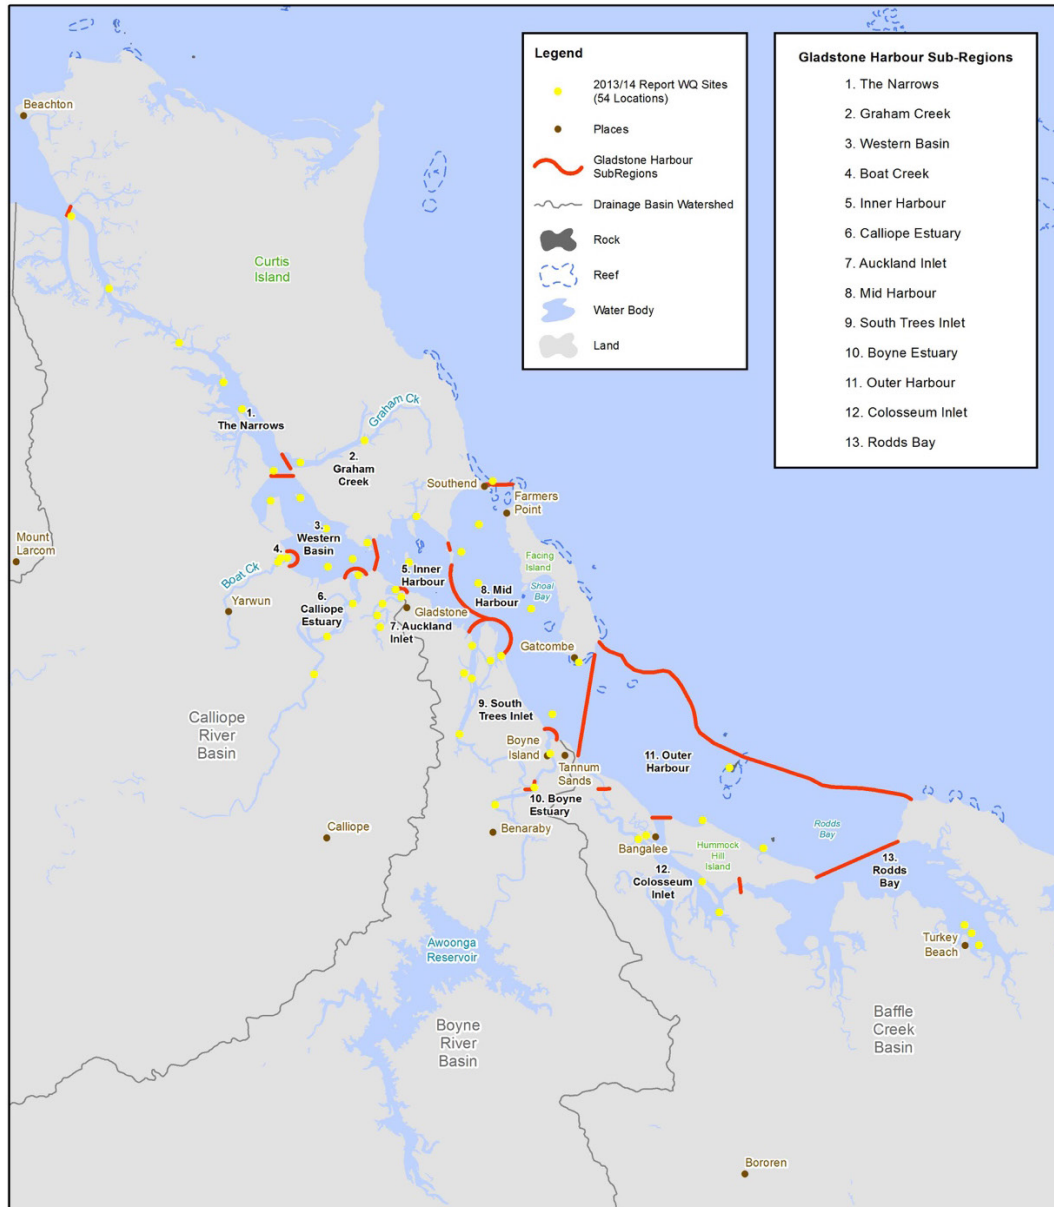 Legend
2013/14 Report WQ Sites
(54 Locations)
Places
Gladstone Harbour
SubRegions
Drainage Basin Watershed
Rock
Reef
Water Body
Land
Gladstone Harbour Sub-Regions
1. The Narrows
2. Graham Creek
3. Western Basin
4. Boat Creek
5. Inner Harbour
6. Calliope Estuary
7. Auckland Inlet
8. Mid Harbour
9. South Trees Inlet
10. Boyne Estuary
11. Outer Harbour
12. Colosseum Inlet
13. Rodds Bay
Beachton
Curtis
Island
Graham Ck
1.
The Narrows
2.
Graham
Creek
Southend
Farmers
Point
Mount
Larcom
3.
Western
Basin
4.
Boat Ck
Yarwun
5. Inner
Harbour
Facing
Island
Shoal
Bay
8. Mid
Harbour
6.
Calliope
Estuary
Gladstone
7. Auckland
Inlet
Gatcombe
9. South
Trees Inlet
Calliope
River
Basin
Boyne
Island
Tannum
Sands
11. Outer
Harbour
10. Boyne
Estuary
Calliope
Benaraby
Bangalee
Hummock
Hill
Island
Rodds
Bay
12.
Colosseum
Inlet
13.
Rodds
Bay
Turkey
Beach
Awoonga
Reservoir
Boyne
River
Basin
Baffle
Creek
Basin
Bororen